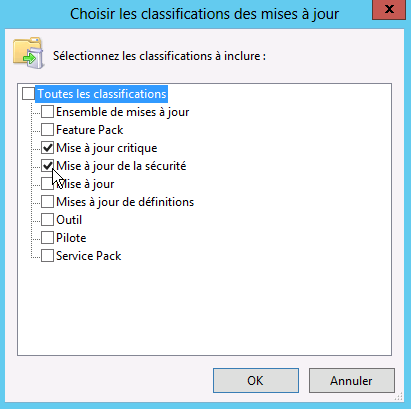 Choisir les classifications des mises à jour
x
Sélectionnez les classifications à inclure :
Toutes les classifications
Ensemble de mises à jour
Feature Pack
Mise à jour critique
Mise à jour de la sécurité
Mise à jour
Mises à jour de définitions
Outil
Pilote
Service Pack
OK Annuler